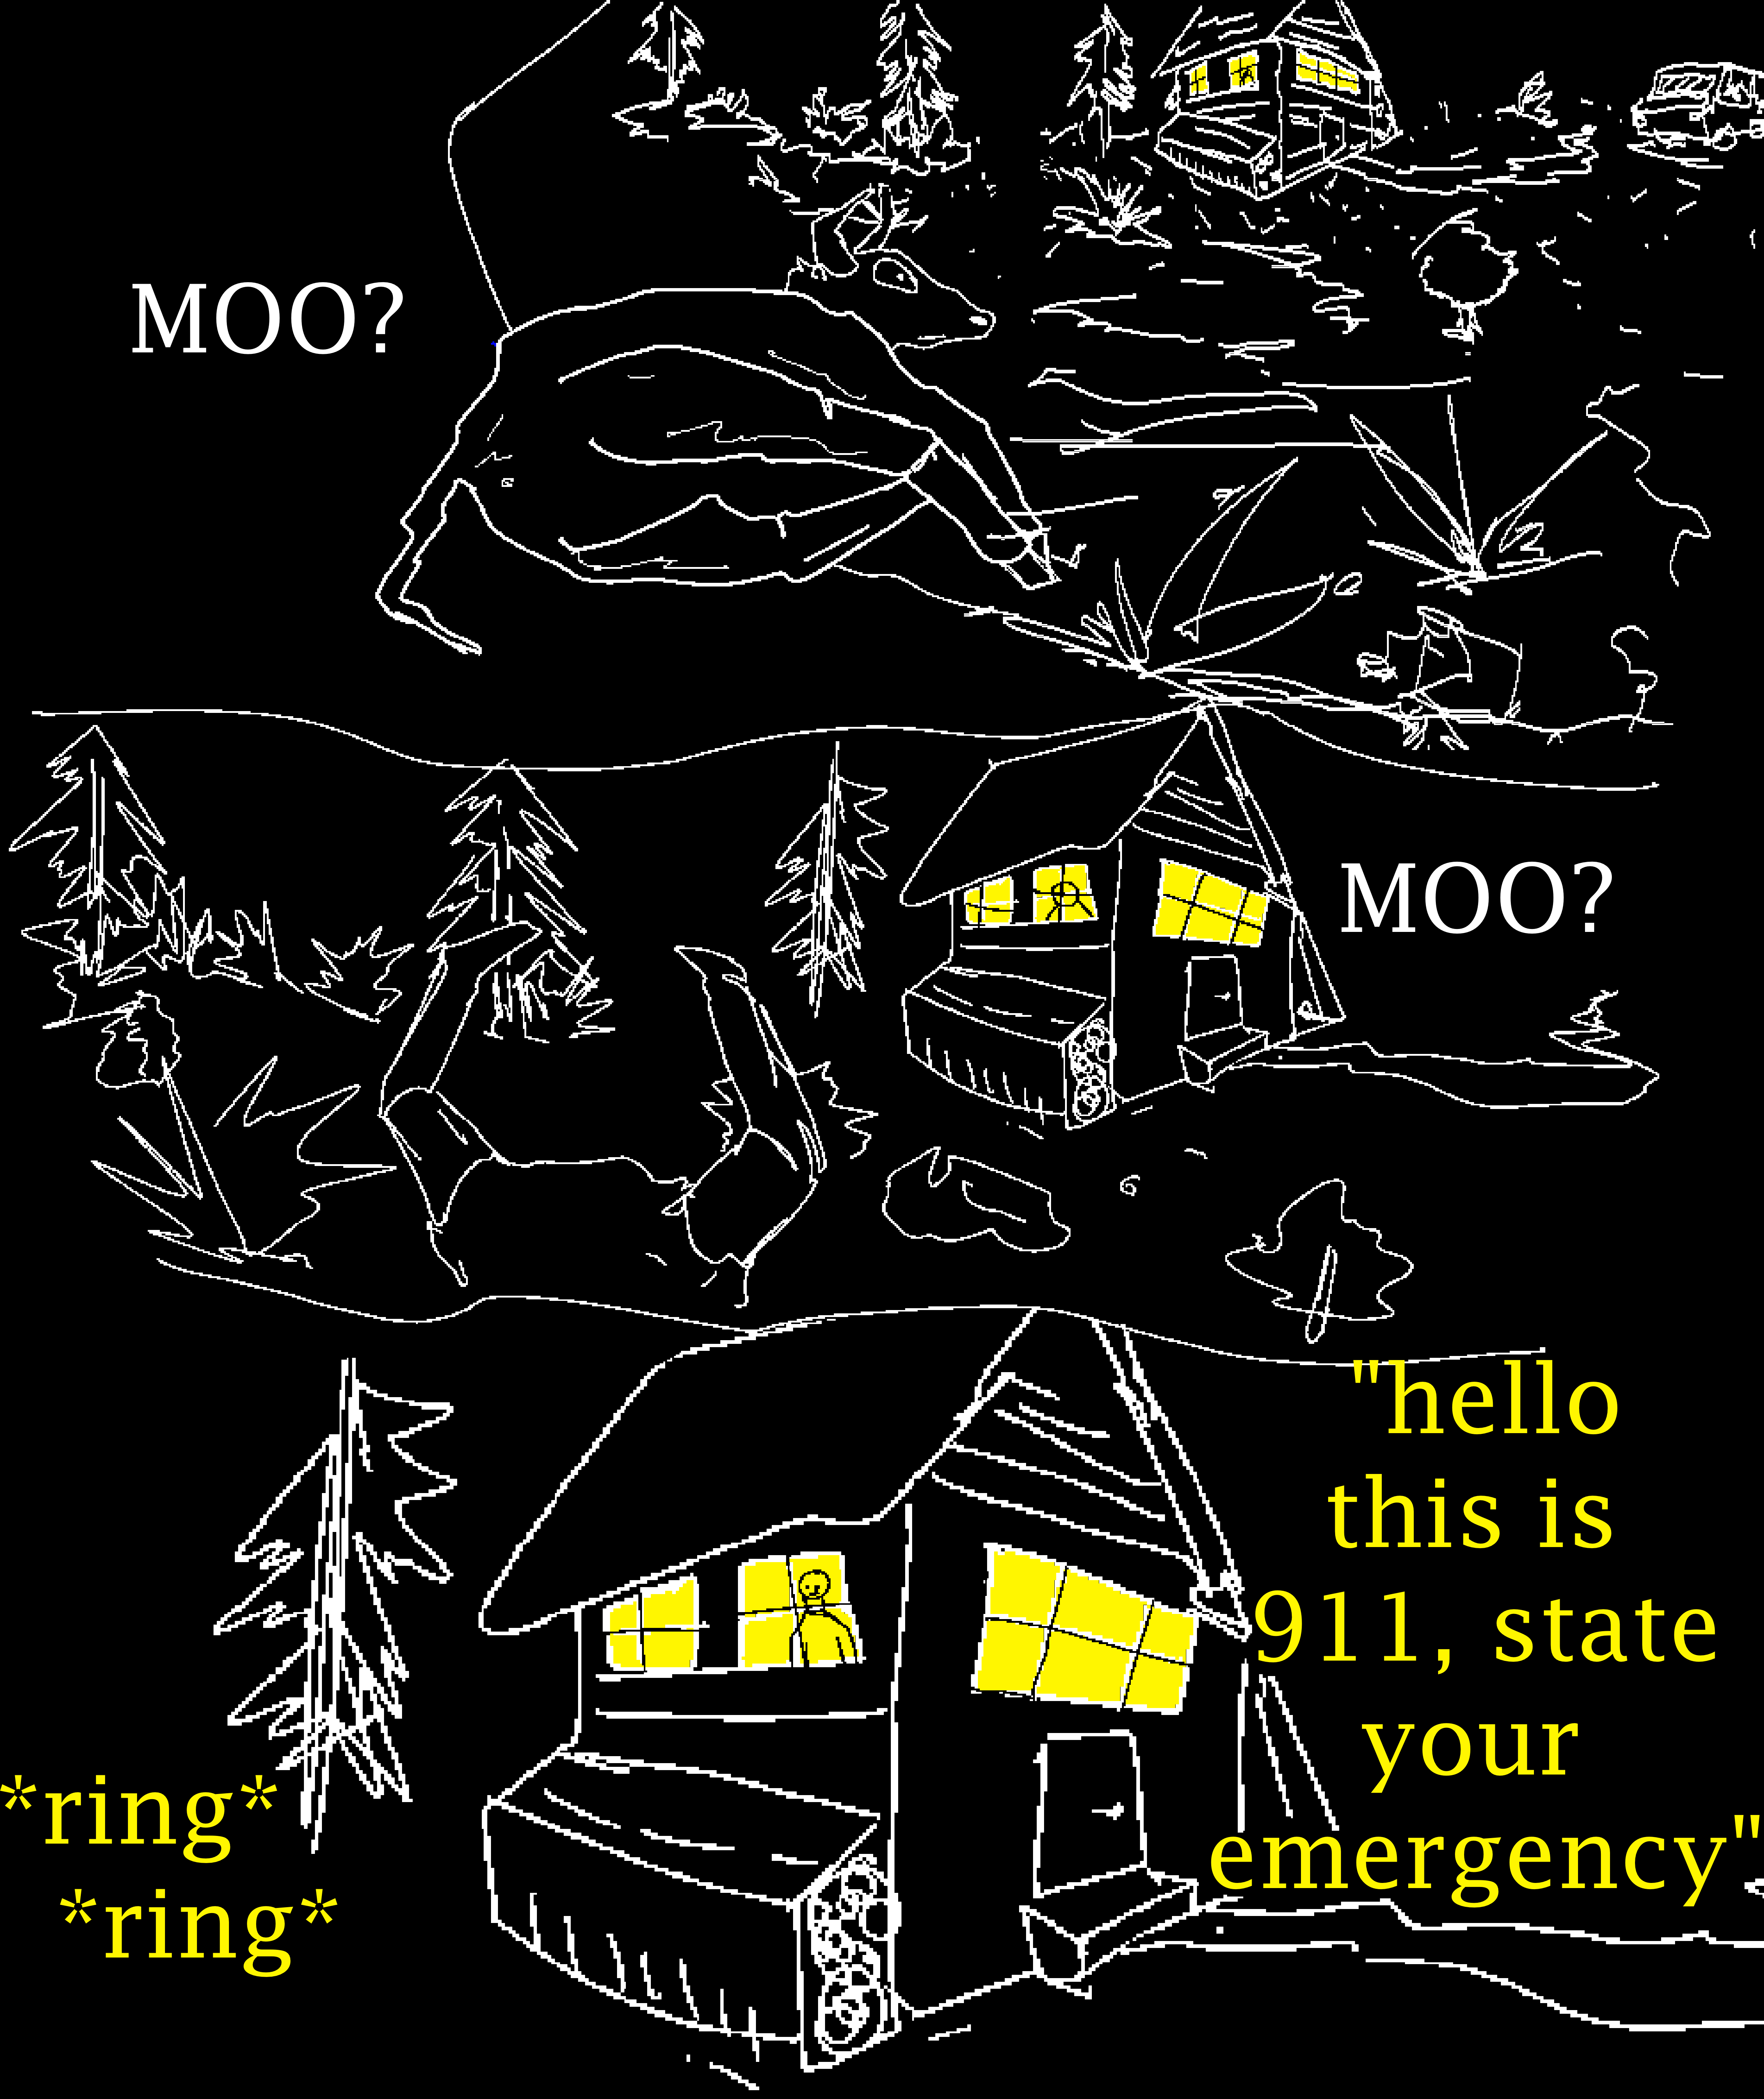 MOO?
MOO?
"hello
this is
911, state
your
emergency"
*ring*
*ring*